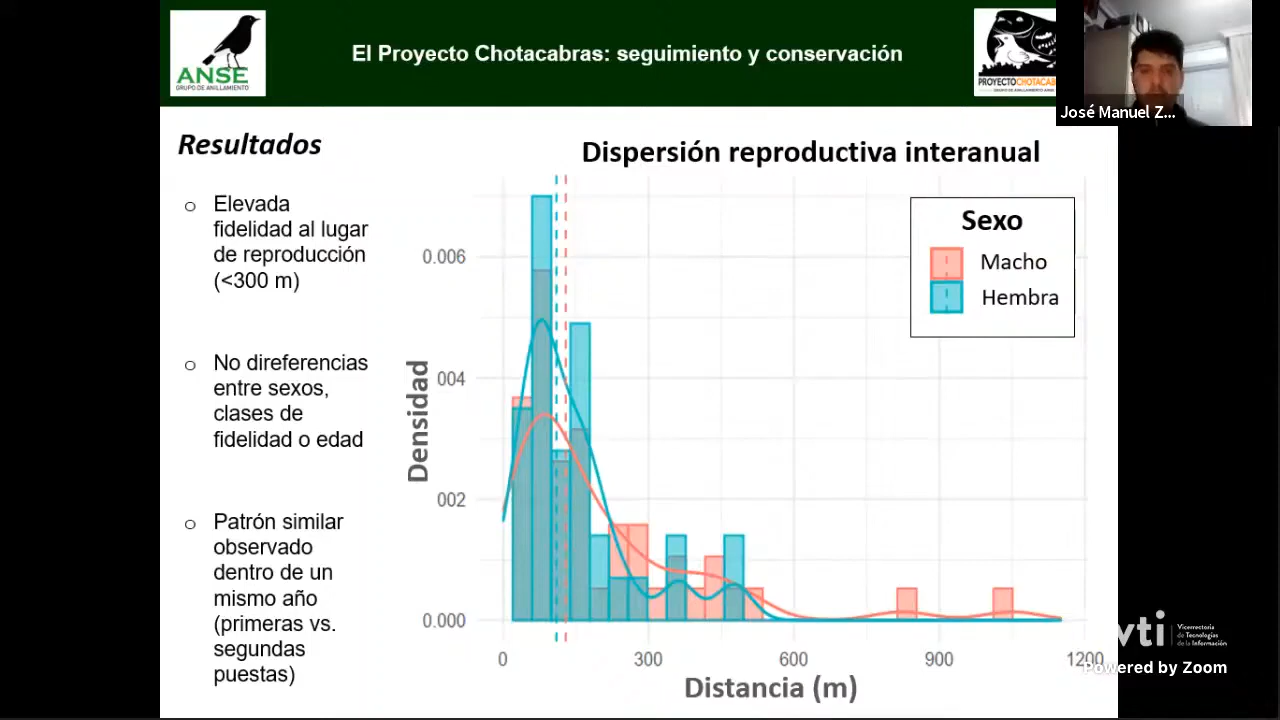 ANSE
GRUPO DE ANILLAMIENTO
El Proyecto Chotacabras: seguimiento y conservación
PROYECTOCHOTACAB
José Manuel Z...
Resultados
o Elevada
fidelidad al lugar
de reproducción
(<300 m)
o No direferencias
entre sexos,
clases de
fidelidad o edad
o Patrón similar
observado
dentro de un
mismo año
(primeras vs.
segundas
puestas)
Dispersión reproductiva interanual
Sexo
Macho
Hembra
Densidad
0.006
004
002
0.000
0
300
600
900
1200
Distancia (m)
vti
Vicerrectoría
de Tecnologías
de la Información
Powered by Zoom